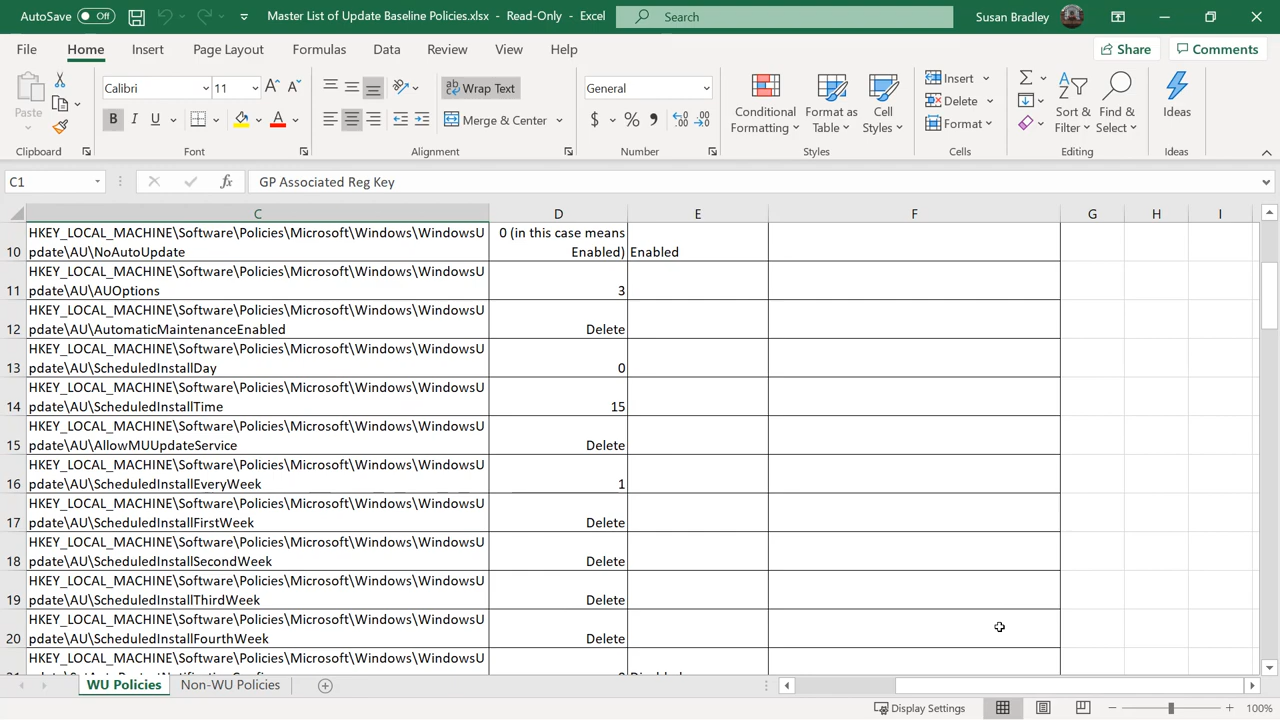 AutoSave Off Master List of Update Baseline Policies.xlsx - Read-Only - Excel Search Susan Bradley
File Home Insert Page Layout Formulas Data Review View Help Share Comments
Paste Calibri 11 A A Wrap Text General Insert
B I U A Merge & Center $ % 9 Conditional Formatting Format as Table Cell Styles Delete Format Sort & Filter Find & Select Ideas
Clipboard Font Alignment Number Styles Cells Editing Ideas
C1 fx GP Associated Reg Key
C D E F G H I
HKEY_LOCAL_MACHINE\Software\Policies\Microsoft\Windows\WindowsU 0 (in this case means
10 pdate\AU\NoAutoUpdate Enabled) Enabled
HKEY_LOCAL_MACHINE\Software\Policies\Microsoft\Windows\WindowsU
11 pdate\AU\AUOptions 3
HKEY_LOCAL_MACHINE\Software\Policies\Microsoft\Windows\WindowsU
12 pdate\AU\AutomaticMaintenanceEnabled Delete
HKEY_LOCAL_MACHINE\Software\Policies\Microsoft\Windows\WindowsU
13 pdate\AU\ScheduledInstallDay 0
HKEY_LOCAL_MACHINE\Software\Policies\Microsoft\Windows\WindowsU
14 pdate\AU\ScheduledInstallTime 15
HKEY_LOCAL_MACHINE\Software\Policies\Microsoft\Windows\WindowsU
15 pdate\AU\AllowMUUpdateService Delete
HKEY_LOCAL_MACHINE\Software\Policies\Microsoft\Windows\WindowsU
16 pdate\AU\ScheduledInstallEveryWeek 1
HKEY_LOCAL_MACHINE\Software\Policies\Microsoft\Windows\WindowsU
17 pdate\AU\ScheduledInstallFirstWeek Delete
HKEY_LOCAL_MACHINE\Software\Policies\Microsoft\Windows\WindowsU
18 pdate\AU\ScheduledInstallSecondWeek Delete
HKEY_LOCAL_MACHINE\Software\Policies\Microsoft\Windows\WindowsU
19 pdate\AU\ScheduledInstallThirdWeek Delete
HKEY_LOCAL_MACHINE\Software\Policies\Microsoft\Windows\WindowsU
20 pdate\AU\ScheduledInstallFourthWeek Delete
HKEY_LOCAL_MACHINE\Software\Policies\Microsoft\Windows\WindowsU
WU Policies Non-WU Policies
Display Settings 100%